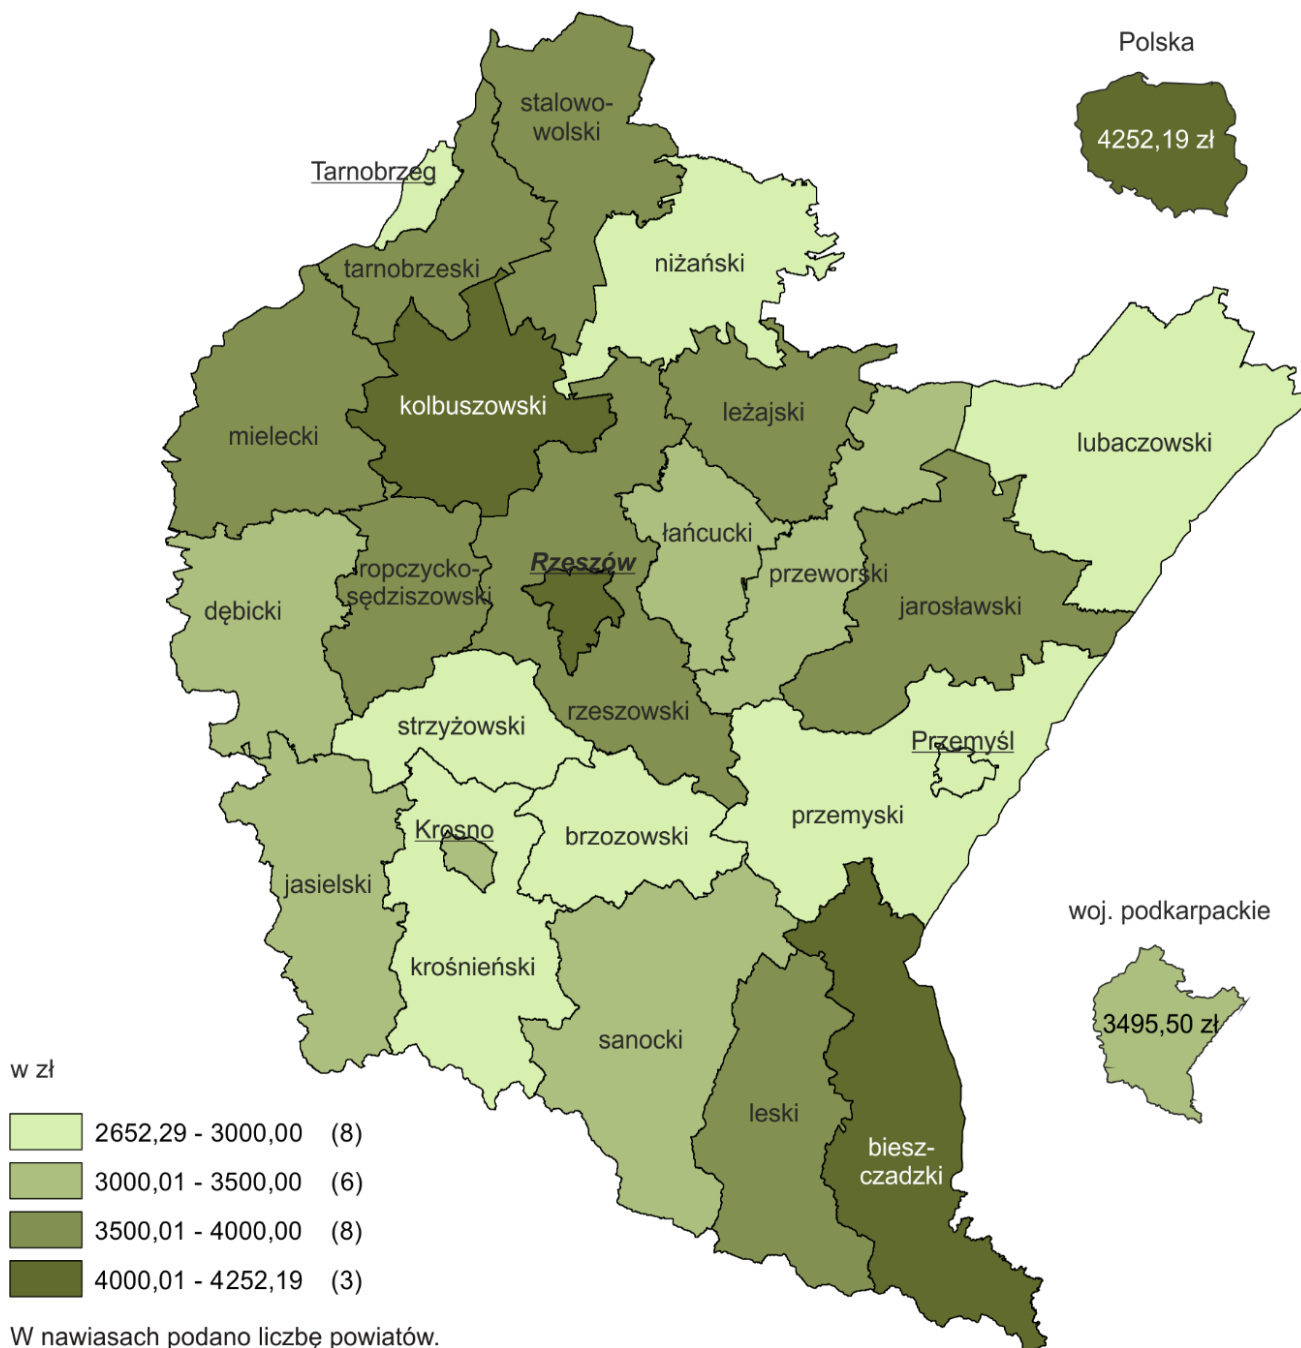 Polska
4252,19 zł
stalowo-
wolski
Tarnobrzeg
tarnobrzeski
niżański
kolbuszowski
leżajski
mielecki
lubaczowski
łańcucki
Rzeszów
ropczycko-
sędziszowski
przeworski
jarosławski
dębicki
rzeszowski
strzyżowski
Przemyśl
przemyski
Krosno
brzozowski
jasielski
woj. podkarpackie
3495,50 zł
krośnieński
sanocki
leski
biesz-
czadzki
w zł
2652,29 - 3000,00 (8)
3000,01 - 3500,00 (6)
3500,01 - 4000,00 (8)
4000,01 - 4252,19 (3)
W nawiasach podano liczbę powiatów.